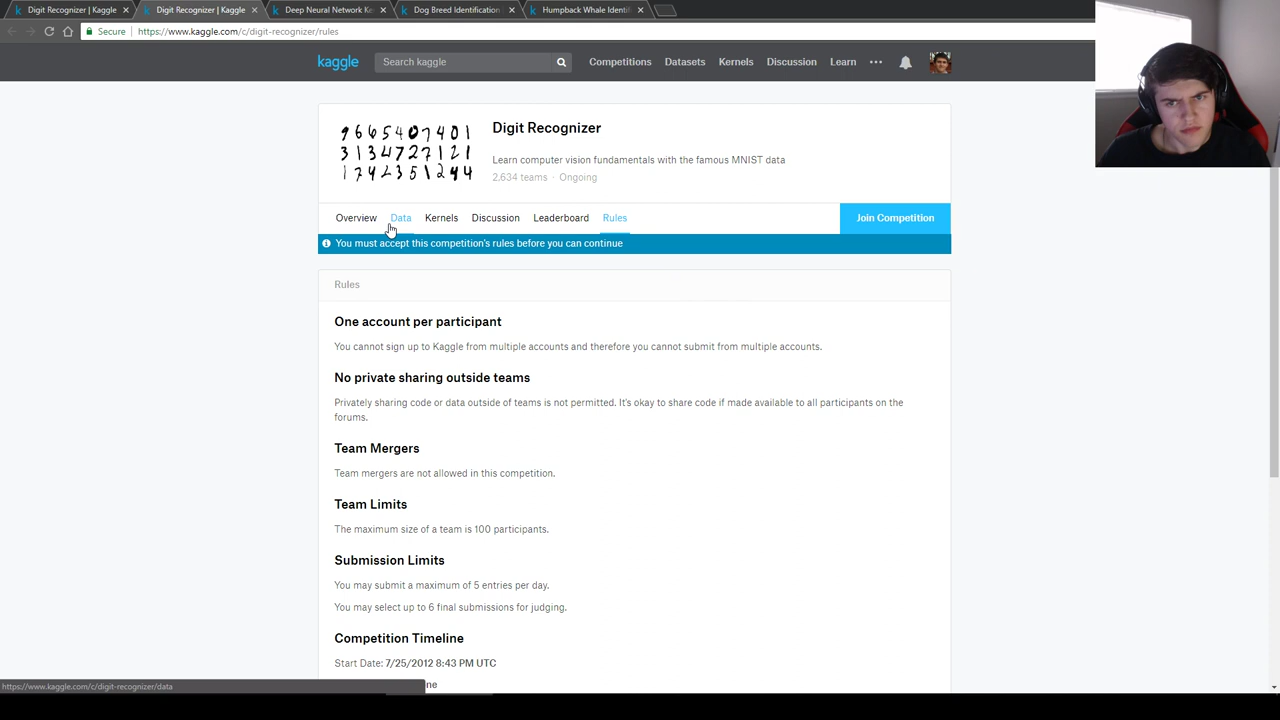 Digit Recognizer | Kaggle
Digit Recognizer | Kaggle
Deep Neural Network Ke
Dog Breed Identification
Humpback Whale Identif
Secure
https://www.kaggle.com/c/digit-recognizer/rules
kaggle
Search kaggle
Competitions
Datasets
Kernels
Discussion
Learn
9 6 6 5 4 0 7 4 0 1
3 1 3 4 7 2 7 1 2 1
1 7 4 2 3 5 1 2 4 4
Digit Recognizer
Learn computer vision fundamentals with the famous MNIST data
2,634 teams · Ongoing
Overview
Data
Kernels
Discussion
Leaderboard
Rules
Join Competition
You must accept this competition's rules before you can continue
Rules
One account per participant
You cannot sign up to Kaggle from multiple accounts and therefore you cannot submit from multiple accounts.
No private sharing outside teams
Privately sharing code or data outside of teams is not permitted. It's okay to share code if made available to all participants on the
forums.
Team Mergers
Team mergers are not allowed in this competition.
Team Limits
The maximum size of a team is 100 participants.
Submission Limits
You may submit a maximum of 5 entries per day.
You may select up to 6 final submissions for judging.
Competition Timeline
Start Date: 7/25/2012 8:43 PM UTC
https://www.kaggle.com/c/digit-recognizer/data